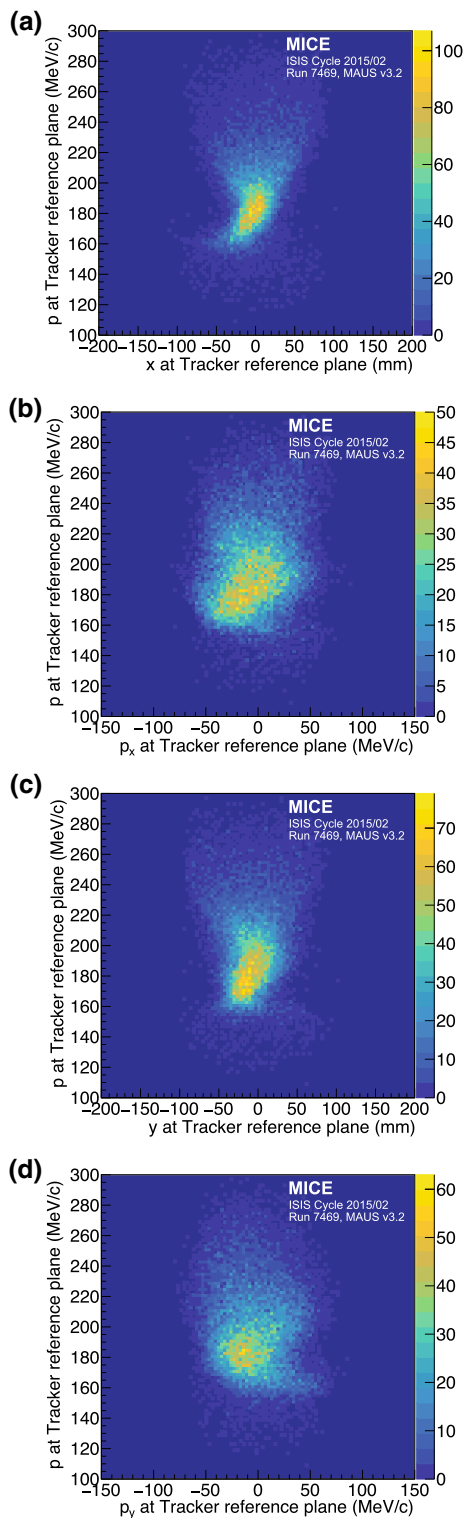 (a)
MICE
ISIS Cycle 2015/02
Run 7469, MAUS v3.2
p at Tracker reference plane (MeV/c)
300
280
260
240
220
200
180
160
140
120
100
−200 −150 −100 −50 0 50 100 150 200
x at Tracker reference plane (mm)
100
80
60
40
20
0
(b)
MICE
ISIS Cycle 2015/02
Run 7469, MAUS v3.2
p at Tracker reference plane (MeV/c)
300
280
260
240
220
200
180
160
140
120
100
−150 −100 −50 0 50 100 150
px at Tracker reference plane (MeV/c)
50
45
40
35
30
25
20
15
10
5
0
(c)
MICE
ISIS Cycle 2015/02
Run 7469, MAUS v3.2
p at Tracker reference plane (MeV/c)
300
280
260
240
220
200
180
160
140
120
100
−200 −150 −100 −50 0 50 100 150 200
y at Tracker reference plane (mm)
70
60
50
40
30
20
10
0
(d)
MICE
ISIS Cycle 2015/02
Run 7469, MAUS v3.2
p at Tracker reference plane (MeV/c)
300
280
260
240
220
200
180
160
140
120
100
−150 −100 −50 0 50 100 150
py at Tracker reference plane (MeV/c)
60
50
40
30
20
10
0